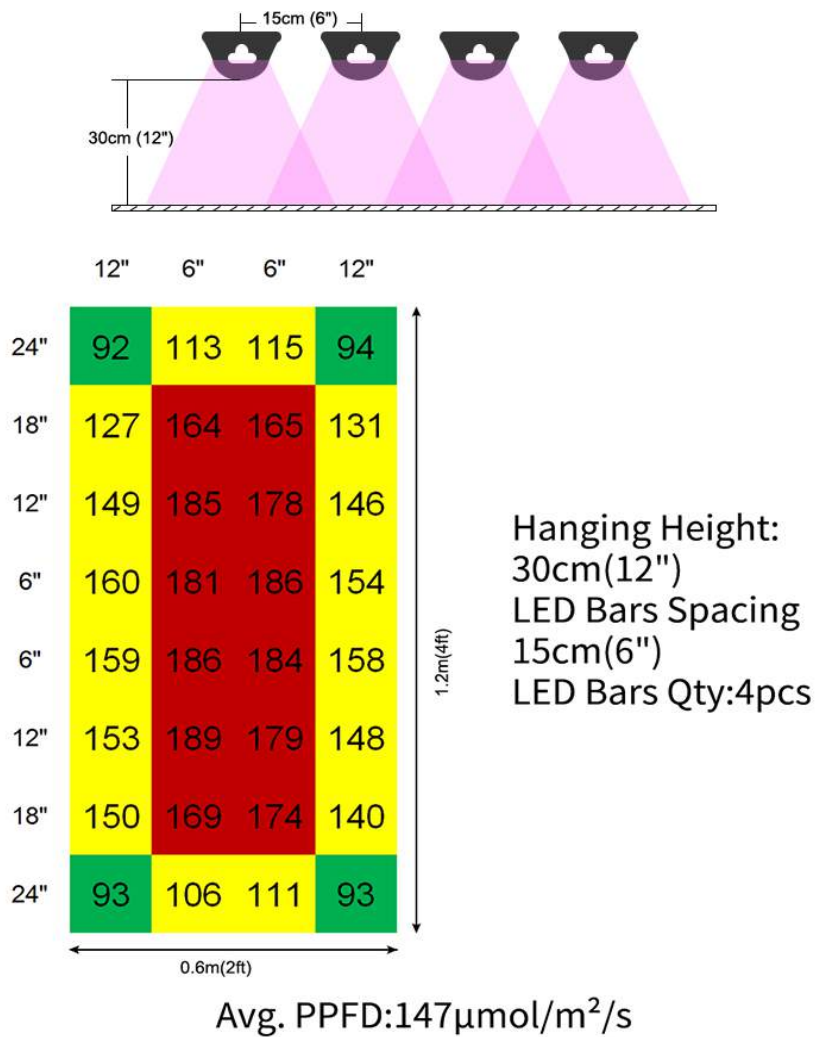 15cm (6")
30cm (12")
12" 6" 6" 12"
24" 92 113 115 94
18" 127 164 165 131
12" 149 185 178 146
6" 160 181 186 154
6" 159 186 184 158
12" 153 189 179 148
18" 150 169 174 140
24" 93 106 111 93
1.2m(4ft)
0.6m(2ft)
Hanging Height:
30cm(12")
LED Bars Spacing
15cm(6")
LED Bars Qty:4pcs
Avg. PPFD:147μmol/m²/s